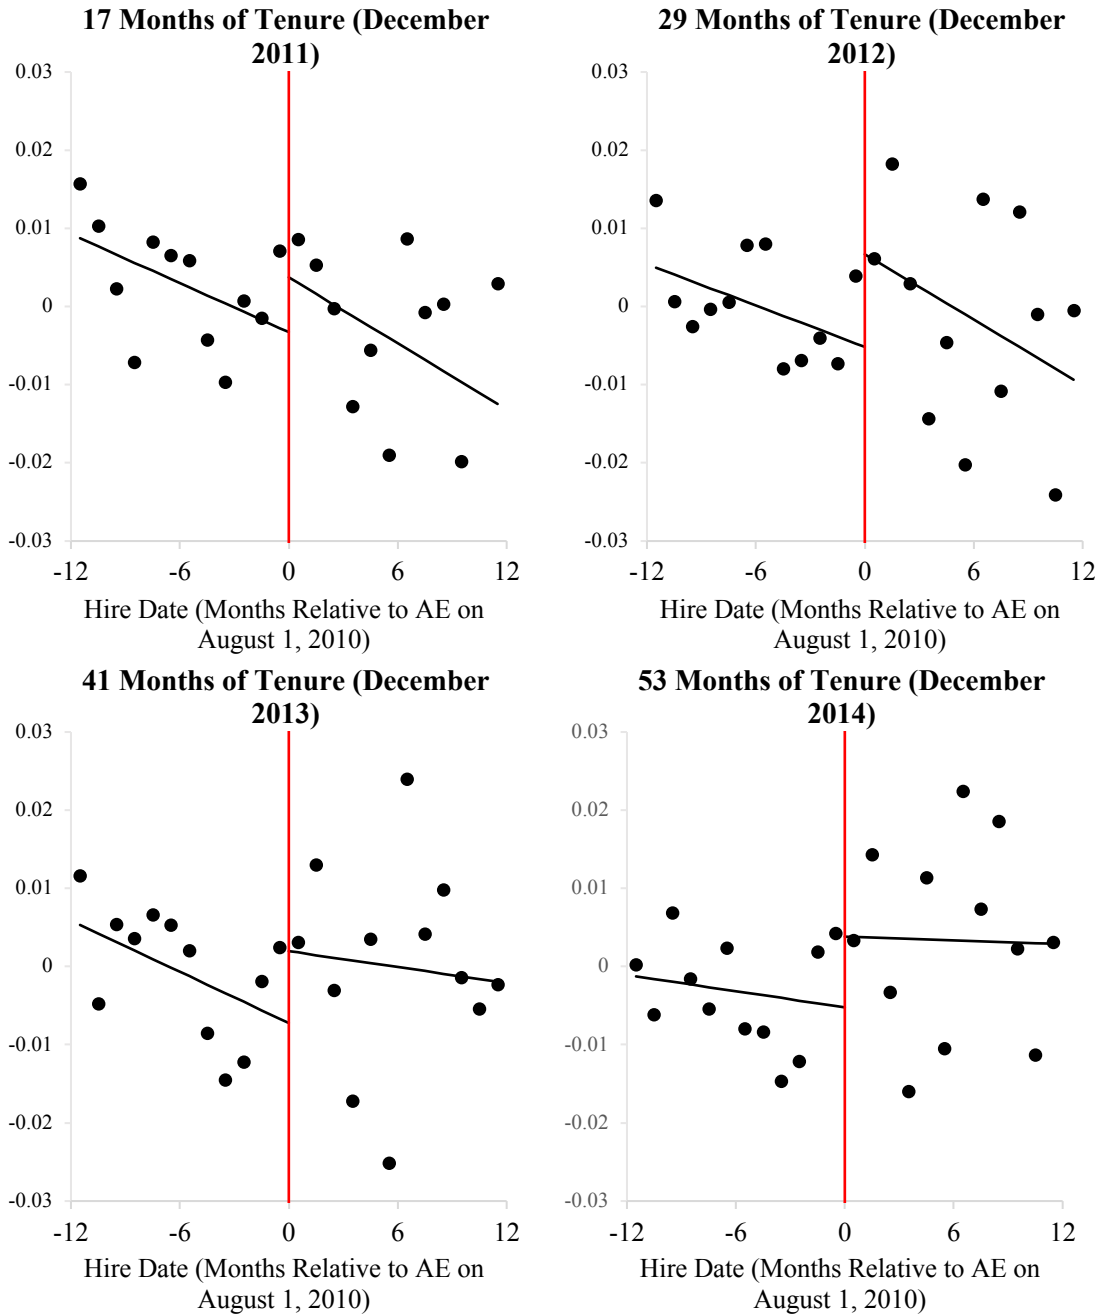 17 Months of Tenure (December
2011)
0.03
0.02
0.01
0
-0.01
-0.02
-0.03
-12 -6 0 6 12
Hire Date (Months Relative to AE on
August 1, 2010)
29 Months of Tenure (December
2012)
0.03
0.02
0.01
0
-0.01
-0.02
-0.03
-12 -6 0 6 12
Hire Date (Months Relative to AE on
August 1, 2010)
41 Months of Tenure (December
2013)
0.03
0.02
0.01
0
-0.01
-0.02
-0.03
-12 -6 0 6 12
Hire Date (Months Relative to AE on
August 1, 2010)
53 Months of Tenure (December
2014)
0.03
0.02
0.01
0
-0.01
-0.02
-0.03
-12 -6 0 6 12
Hire Date (Months Relative to AE on
August 1, 2010)